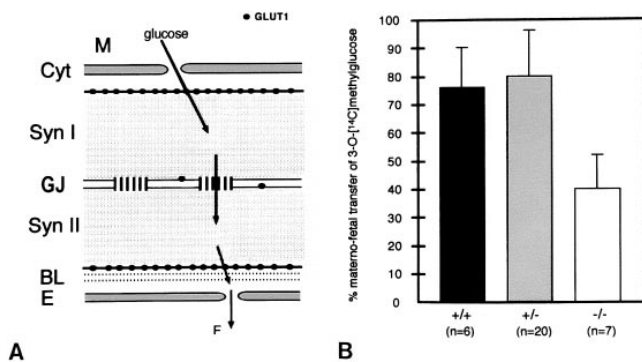 M
GLUT1
glucose
Cyt
Syn I
GJ
Syn II
BL
E
F
A
% materno-fetal transfer of 3-O-[¹⁴C]methylglucose
100
90
80
70
60
50
40
30
20
10
0
+/+ +/- -/-
(n=6) (n=20) (n=7)
B